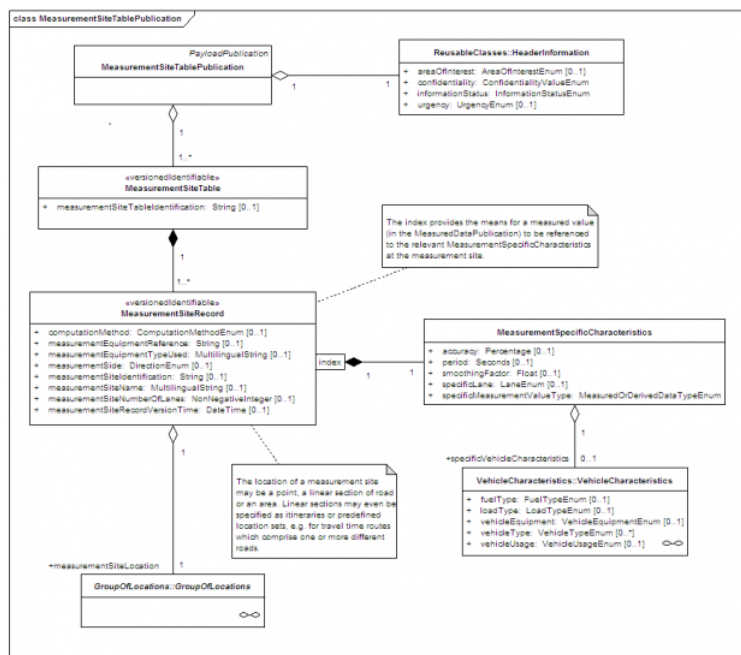 class MeasurementSiteTablePublication
PayloadPublication
MeasurementSiteTablePublication
ReusableClasses::HeaderInformation
+ areaOfInterest: AreaOfInterestEnum [0..1]
+ confidentiality: ConfidentialityValueEnum
+ informationStatus: InformationStatusEnum
+ urgency: UrgencyEnum [0..1]
1
1
1
1..*
«versionedIdentifiable»
MeasurementSiteTable
+ measurementSiteTableIdentification: String [0..1]
1
1..*
The index provides the means for a measured value
(in the MeasuredDataPublication) to be referenced
to the relevant MeasurementSpecificCharacteristics
at the measurement site.
«versionedIdentifiable»
MeasurementSiteRecord
+ computationMethod: ComputationMethodEnum [0..1]
+ measurementEquipmentReference: String [0..1]
+ measurementEquipmentTypeUsed: MultilingualString [0..1]
+ measurementSide: DirectionEnum [0..1]
+ measurementSiteIdentification: String [0..1]
+ measurementSiteName: MultilingualString [0..1]
+ measurementSiteNumberOfLanes: NonNegativeInteger [0..1]
+ measurementSiteRecordVersionTime: DateTime [0..1]
index
1
1
MeasurementSpecificCharacteristics
+ accuracy: Percentage [0..1]
+ period: Seconds [0..1]
+ smoothingFactor: Float [0..1]
+ specificLane: LaneEnum [0..1]
+ specificMeasurementValueType: MeasuredOrDerivedDataTypeEnum
1
+specificVehicleCharacteristics 0..1
VehicleCharacteristics::VehicleCharacteristics
+ fuelType: FuelTypeEnum [0..1]
+ loadType: LoadTypeEnum [0..1]
+ vehicleEquipment: VehicleEquipmentEnum [0..1]
+ vehicleType: VehicleTypeEnum [0..*]
+ vehicleUsage: VehicleUsageEnum [0..1]
1
The location of a measurement site
may be a point, a linear section of road
or an area. Linear sections may even be
specified as itineraries or predefined
location sets, e.g. for travel time routes
which comprise one or more different
roads.
+measurementSiteLocation 1
GroupOfLocations::GroupOfLocations